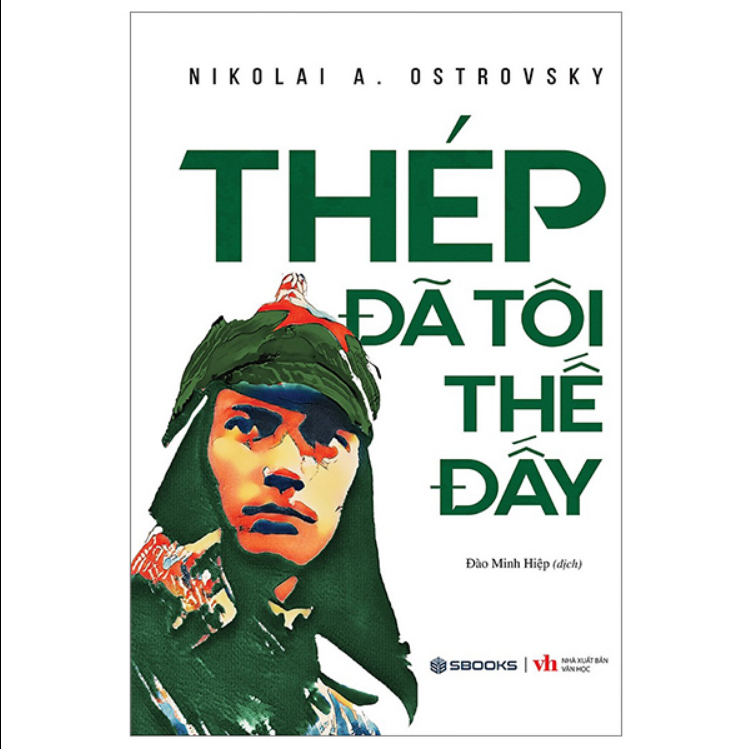 NIKOLAI A. OSTROVSKY
THÉP
ĐÃ TÔI
THẾ
ĐẤY
Đào Minh Hiệp (dịch)
SBOOKS | vh NHÀ XUẤT BẢN
VĂN HỌC